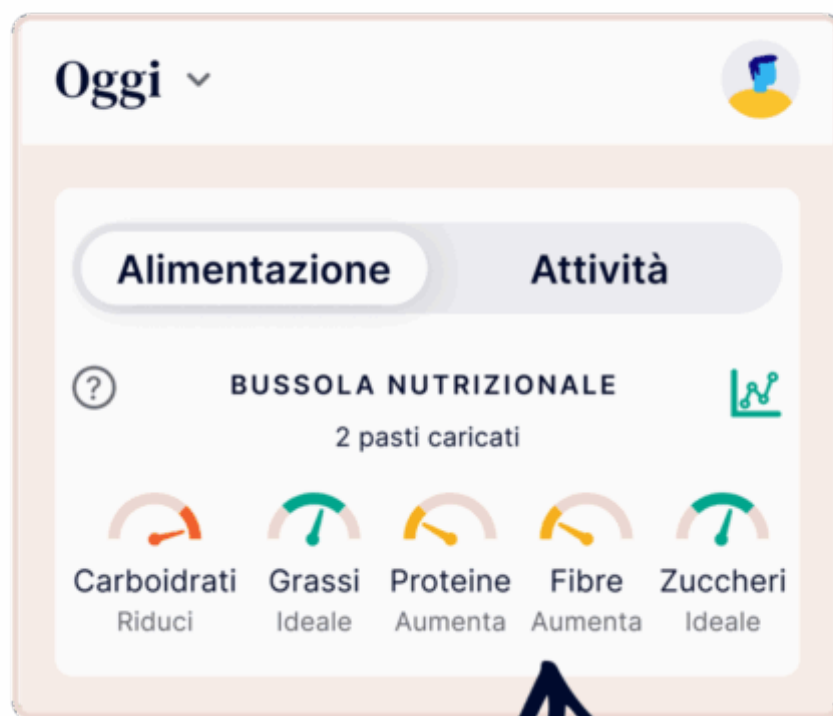 Oggi
Alimentazione Attività
?
BUSSOLA NUTRIZIONALE
2 pasti caricati
Carboidrati Grassi Proteine Fibre Zuccheri
Riduci Ideale Aumenta Aumenta Ideale